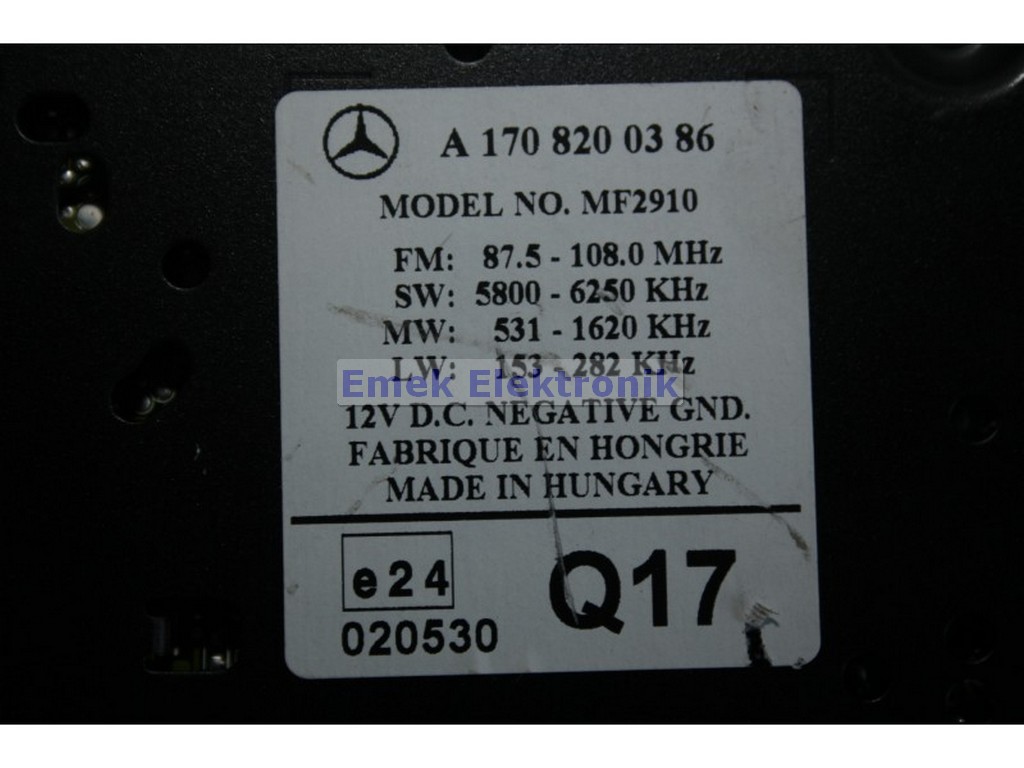 A 170 820 03 86
MODEL NO. MF2910
FM: 87.5 - 108.0 MHz
SW: 5800 - 6250 KHz
MW: 531 - 1620 KHz
LW: 153 - 282 KHz
Emek Elektronik
12V D.C. NEGATIVE GND.
FABRIQUE EN HONGRIE
MADE IN HUNGARY
e24
020530
Q17